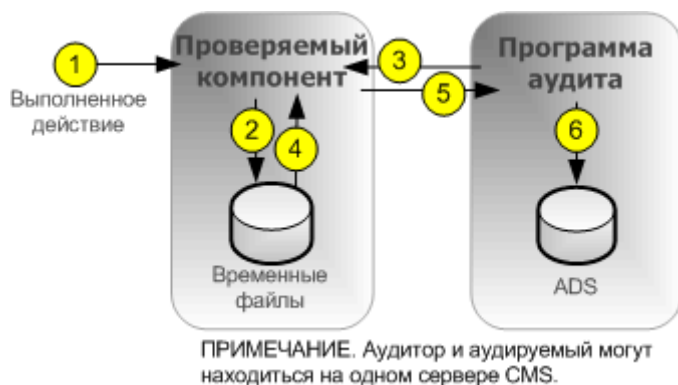 Проверяемый
компонент
Программа
аудита
1
3
5
Выполненное
действие
2
4
6
Временные
файлы
ADS
ПРИМЕЧАНИЕ. Аудитор и аудируемый могут
находиться на одном сервере CMS.